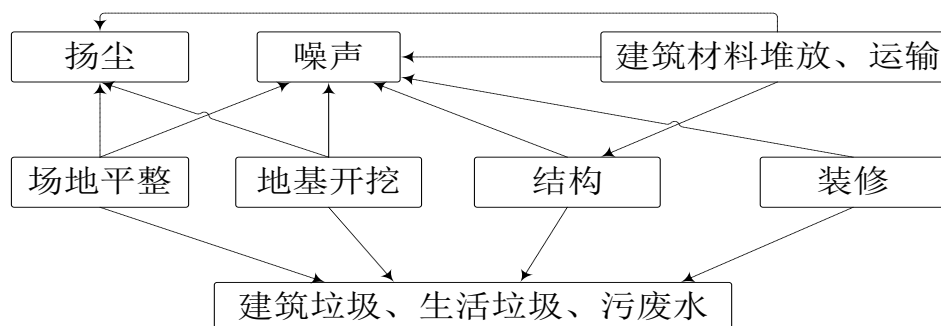 扬尘
噪声
建筑材料堆放、运输
场地平整
地基开挖
结构
装修
建筑垃圾、生活垃圾、污废水